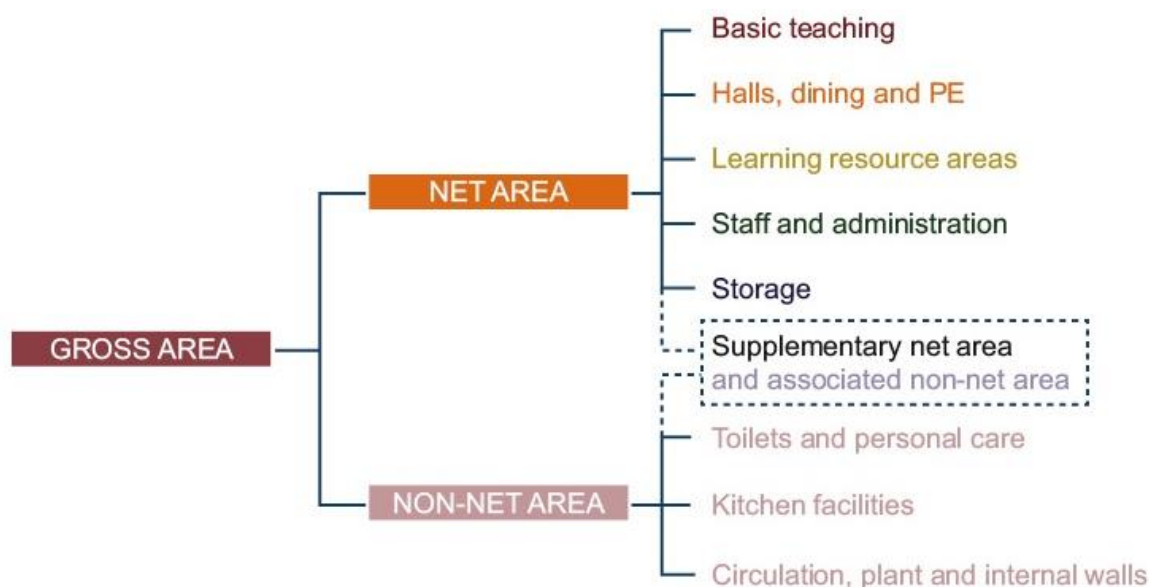 Basic teaching
Halls, dining and PE
Learning resource areas
NET AREA
Staff and administration
Storage
GROSS AREA
Supplementary net area
and associated non-net area
Toilets and personal care
NON-NET AREA
Kitchen facilities
Circulation, plant and internal walls